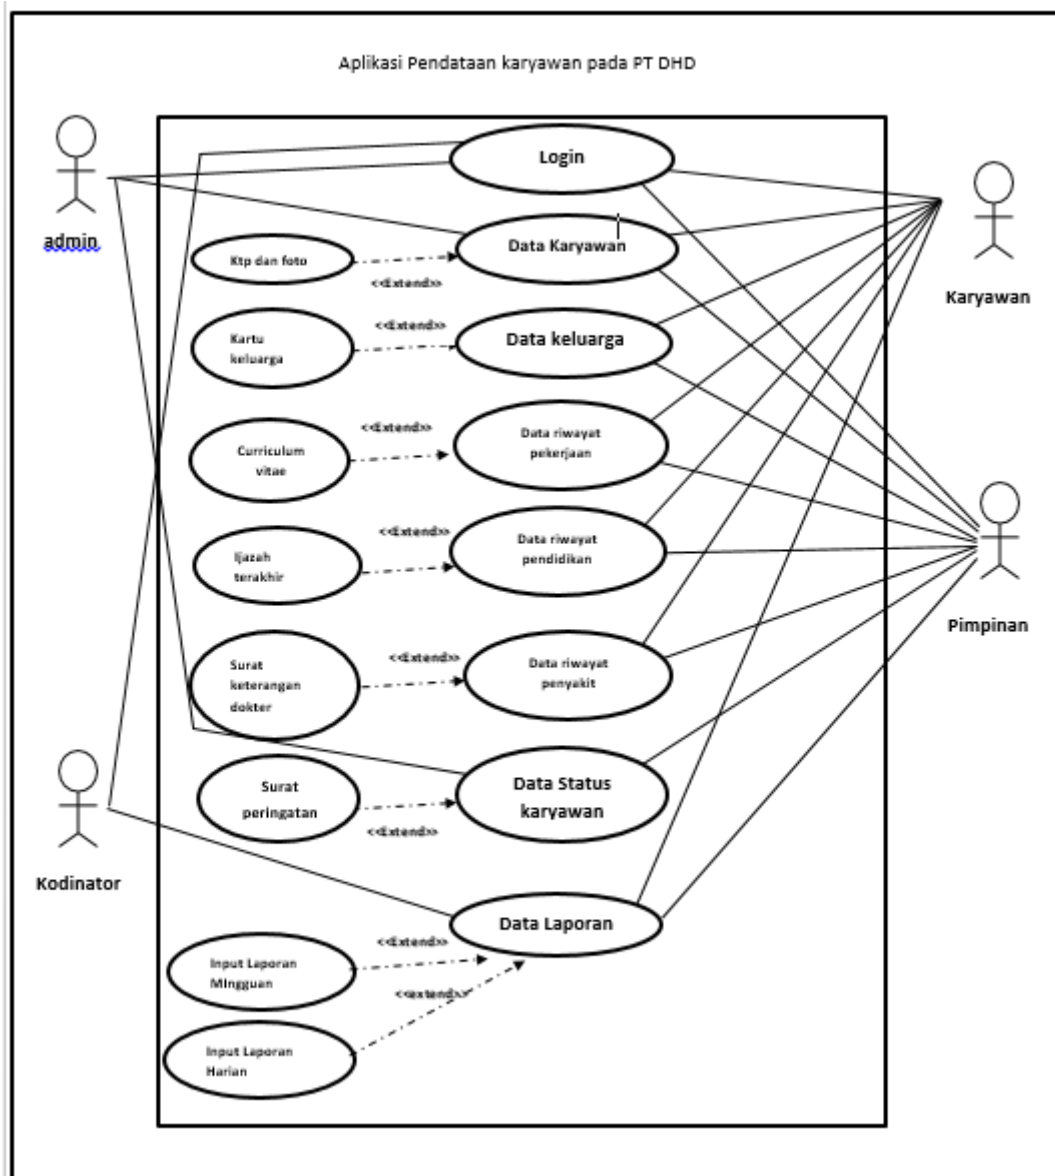 Aplikasi Pendataan karyawan pada PT DHD
Login
admin
Data Karyawan
Ktp dan foto
<<Extend>>
Karyawan
<<Extend>>
Kartu
keluarga
Data keluarga
<<Extend>>
Curriculum
vitae
Data riwayat
pekerjaan
<<Extend>>
Ijazah
terakhir
Data riwayat
pendidikan
Pimpinan
<<Extend>>
Surat
keterangan
dokter
Data riwayat
penyakit
Surat
peringatan
Data Status
karyawan
<<Extend>>
Kodinator
Data Laporan
<<Extend>>
Input Laporan
MIngguan
<<extend>>
Input Laporan
Harian